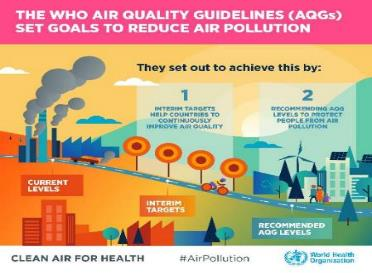 THE WHO AIR QUALITY GUIDELINES (AQGs)
SET GOALS TO REDUCE AIR POLLUTION
They set out to achieve this by:
1
INTERIM TARGETS
HELP COUNTRIES TO
CONTINUOUSLY
IMPROVE AIR QUALITY
2
RECOMMENDING AQG
LEVELS TO PROTECT
PEOPLE FROM AIR
POLLUTION
CURRENT
LEVELS
INTERIM
TARGETS
RECOMMENDED
AQG LEVELS
CLEAN AIR FOR HEALTH
#AirPollution
World Health
Organization